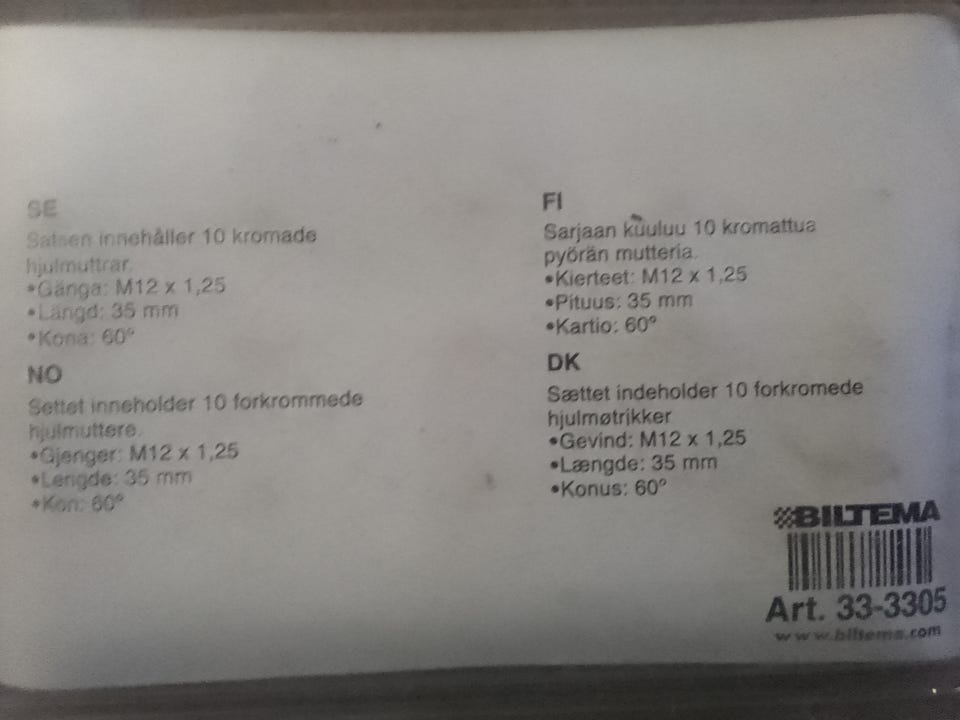 SE
Satsen innehåller 10 kromade
hjulmuttrar.
•Gänga: M12 x 1,25
•Längd: 35 mm
•Kona: 60°
NO
Settet inneholder 10 forkrommede
hjulmuttere.
•Gjenger: M12 x 1,25
•Lengde: 35 mm
•Kon: 60°
FI
Sarjaan kuuluu 10 kromattua
pyörän mutteria.
•Kierteet: M12 x 1,25
•Pituus: 35 mm
•Kartio: 60°
DK
Sættet indeholder 10 forkromede
hjulmøtrikker
•Gevind: M12 x 1,25
•Længde: 35 mm
•Konus: 60°
BILTEMA
Art. 33-3305
www.biltema.com